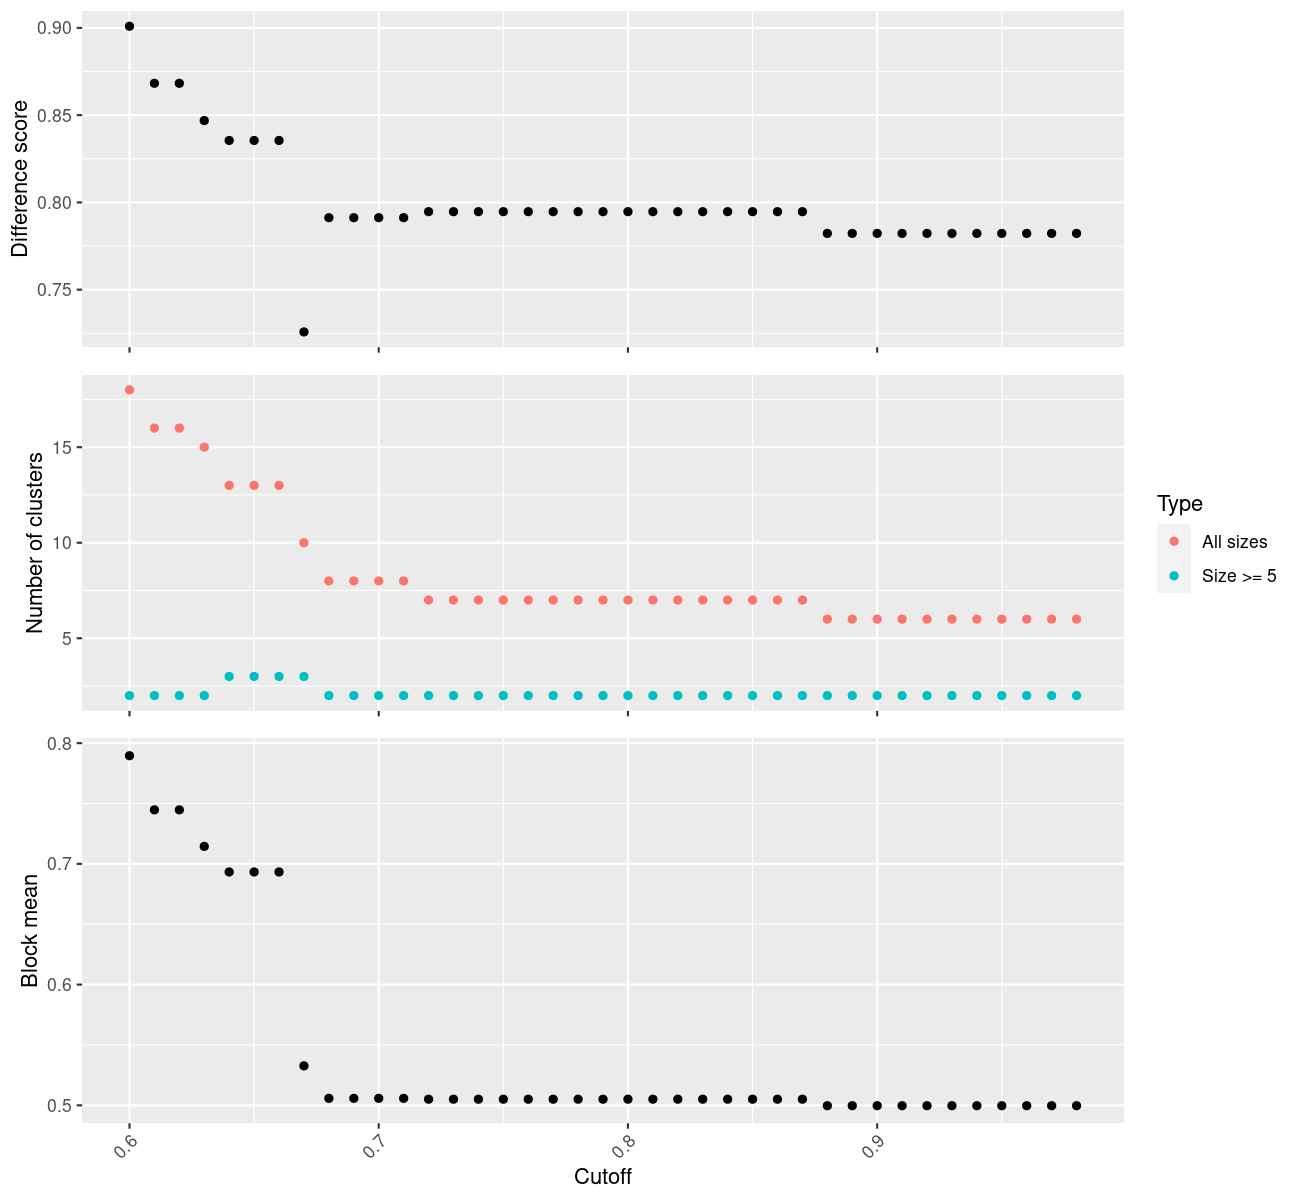 Difference score
0.90
0.85
0.80
0.75
Number of clusters
15
10
5
Type
All sizes
Size >= 5
Block mean
0.8
0.7
0.6
0.5
0.6
0.7
0.8
0.9
Cutoff